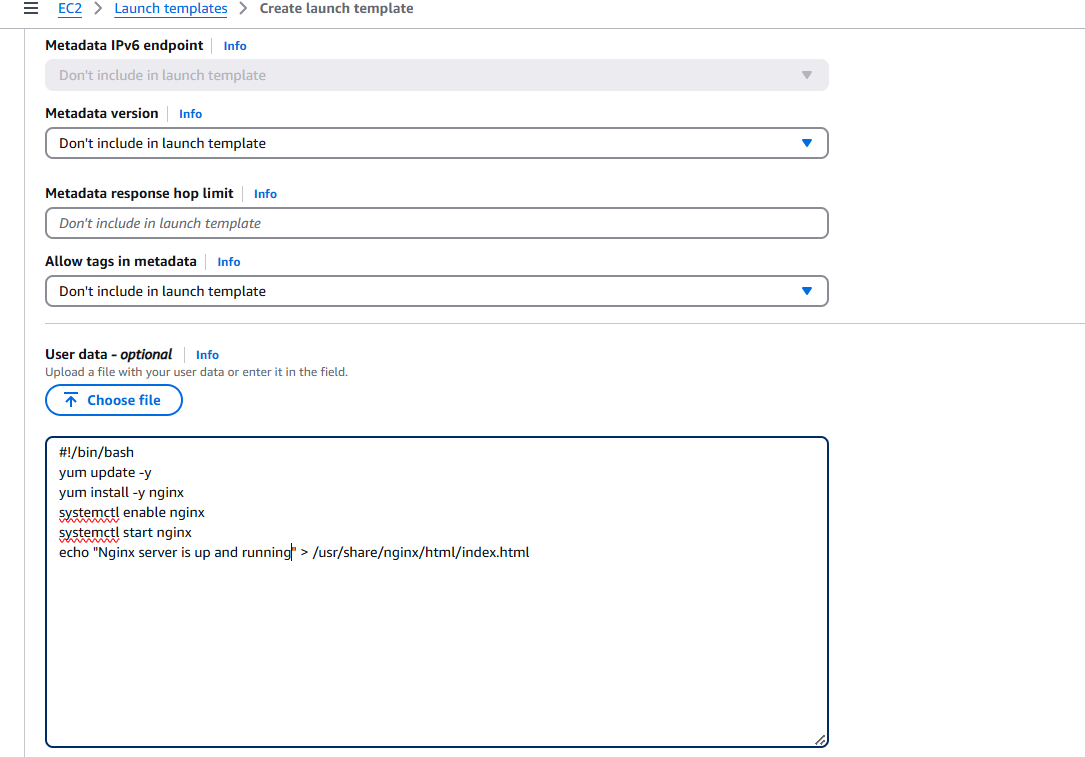 EC2 > Launch templates > Create launch template
Metadata IPv6 endpoint | Info
Don't include in launch template
Metadata version | Info
Don't include in launch template
Metadata response hop limit | Info
Don't include in launch template
Allow tags in metadata | Info
Don't include in launch template
User data - optional | Info
Upload a file with your user data or enter it in the field.
Choose file
#!/bin/bash
yum update -y
yum install -y nginx
systemctl enable nginx
systemctl start nginx
echo "Nginx server is up and running" > /usr/share/nginx/html/index.html